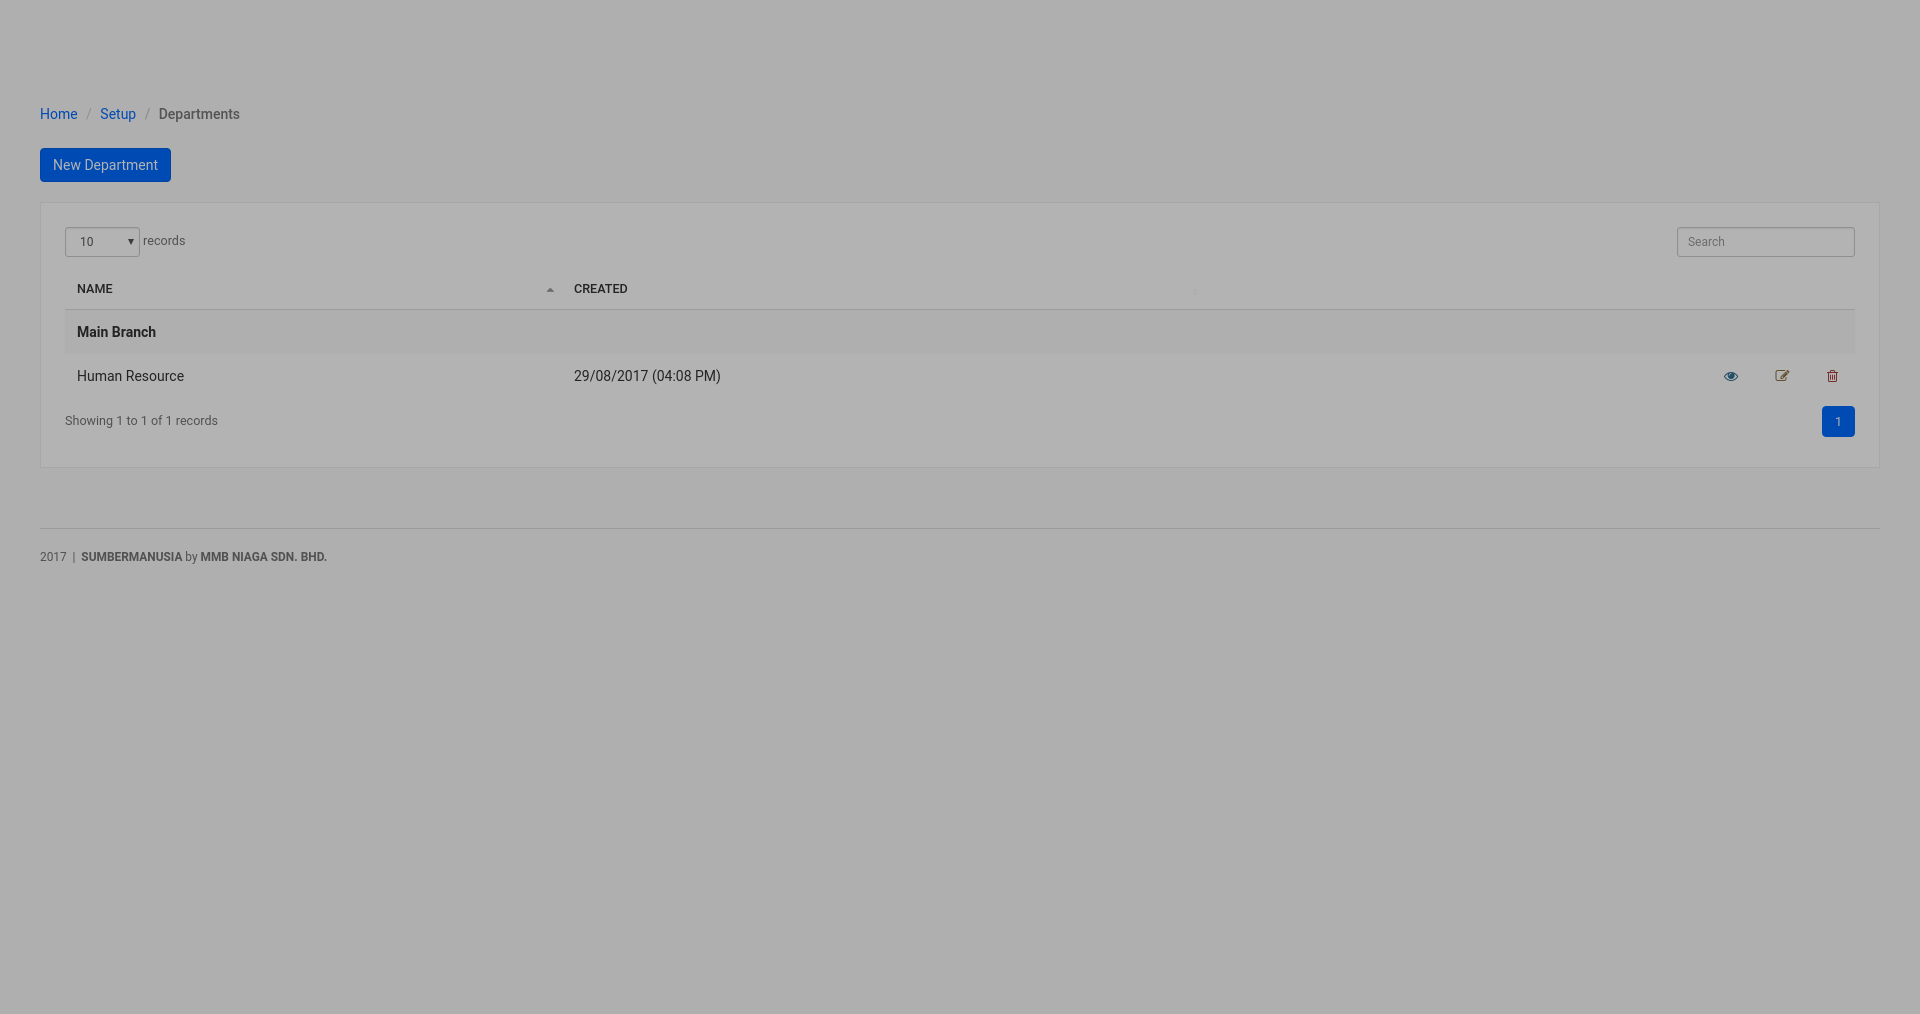 Home / Setup / Departments
New Department
10 records
Search
NAME CREATED
Main Branch
Human Resource 29/08/2017 (04:08 PM)
Showing 1 to 1 of 1 records
1
2017 | SUMBERMANUSIA by MMB NIAGA SDN. BHD.